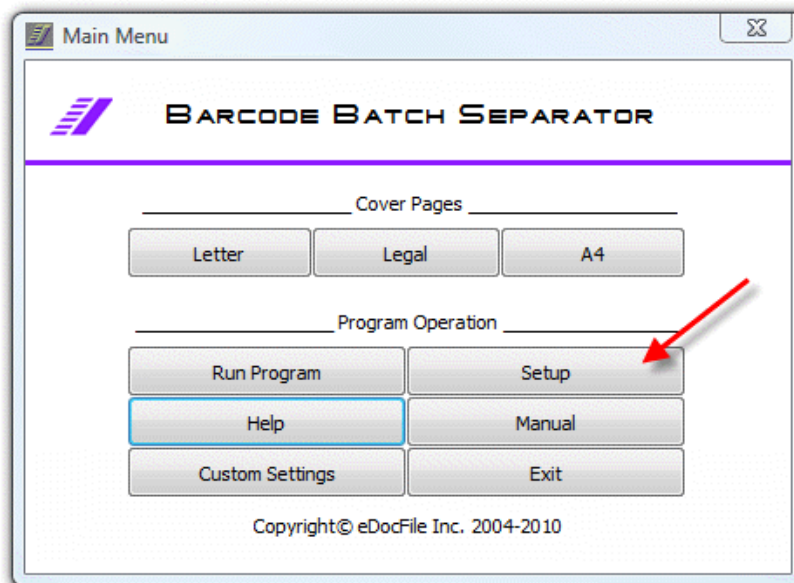 Main Menu
BARCODE BATCH SEPARATOR
Cover Pages
Letter Legal A4
Program Operation
Run Program Setup
Help Manual
Custom Settings Exit
Copyright© eDocFile Inc. 2004-2010